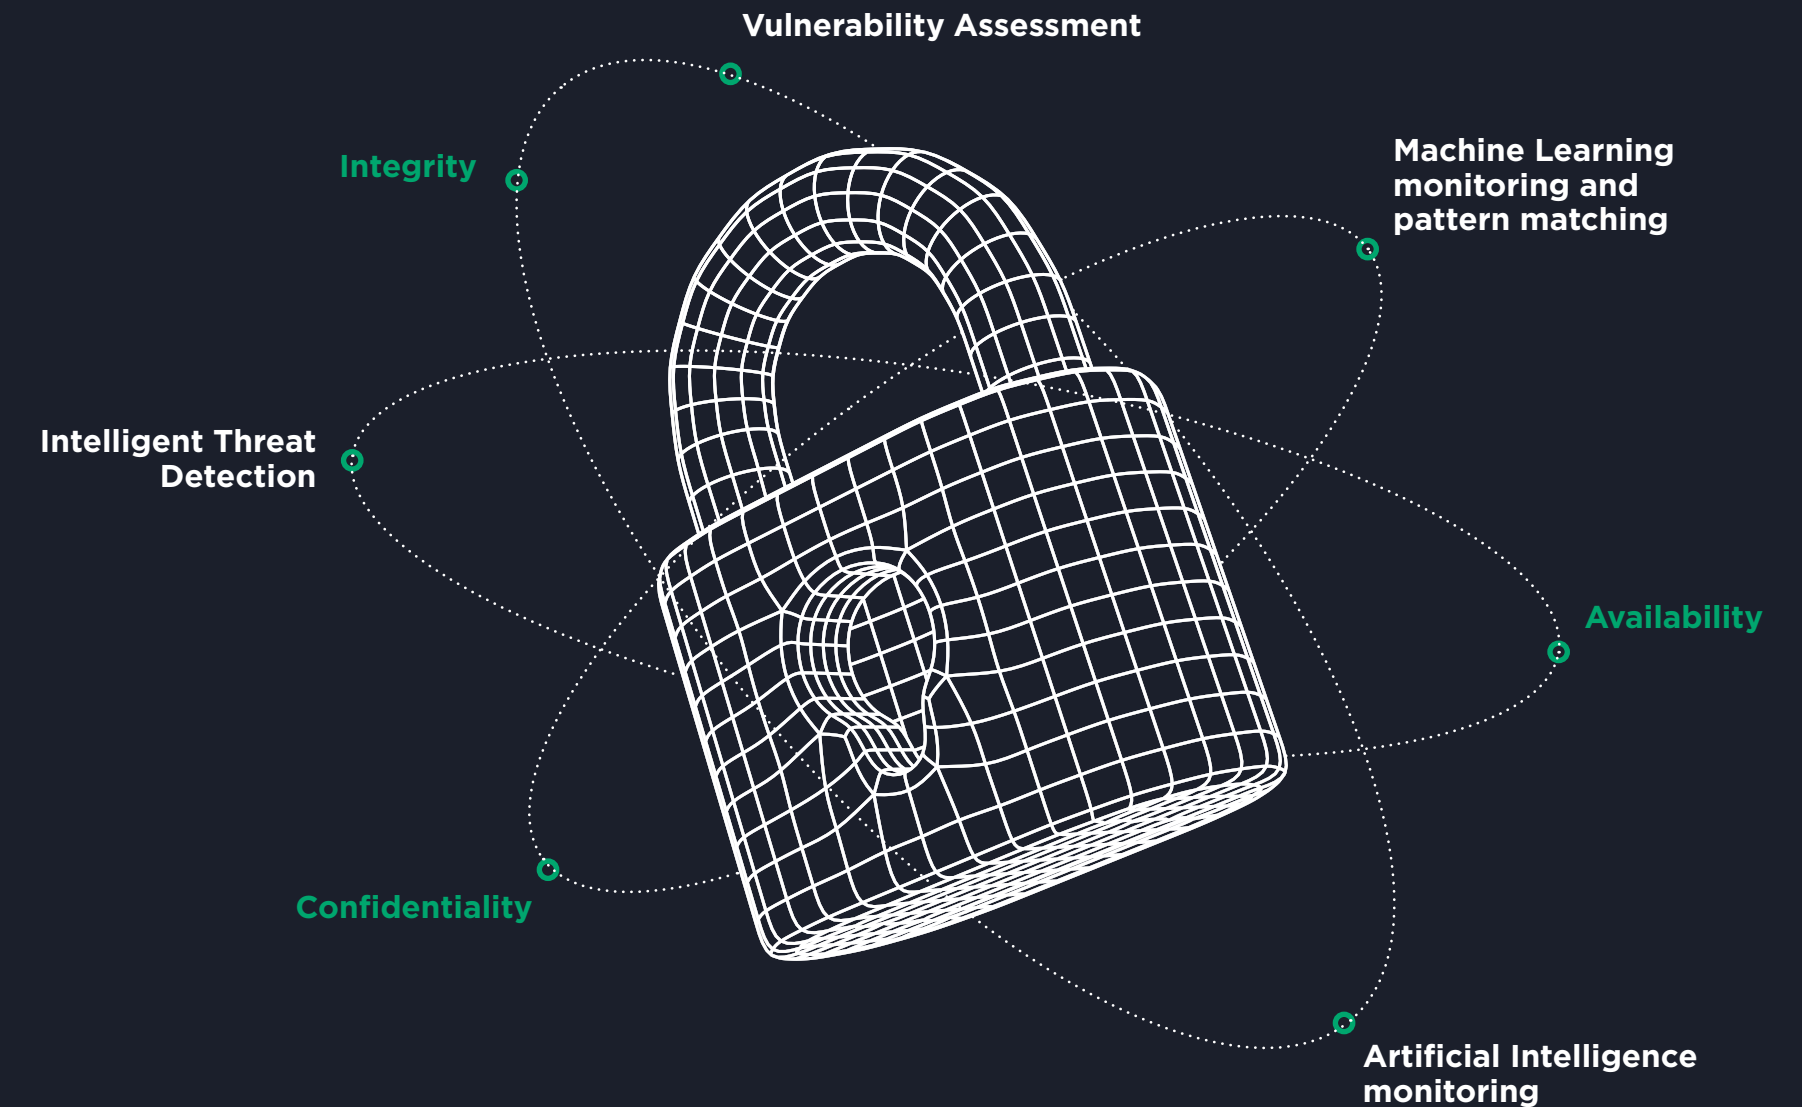 Vulnerability Assessment
Integrity
Machine Learning
monitoring and
pattern matching
Intelligent Threat
Detection
Availability
Confidentiality
Artificial Intelligence
monitoring